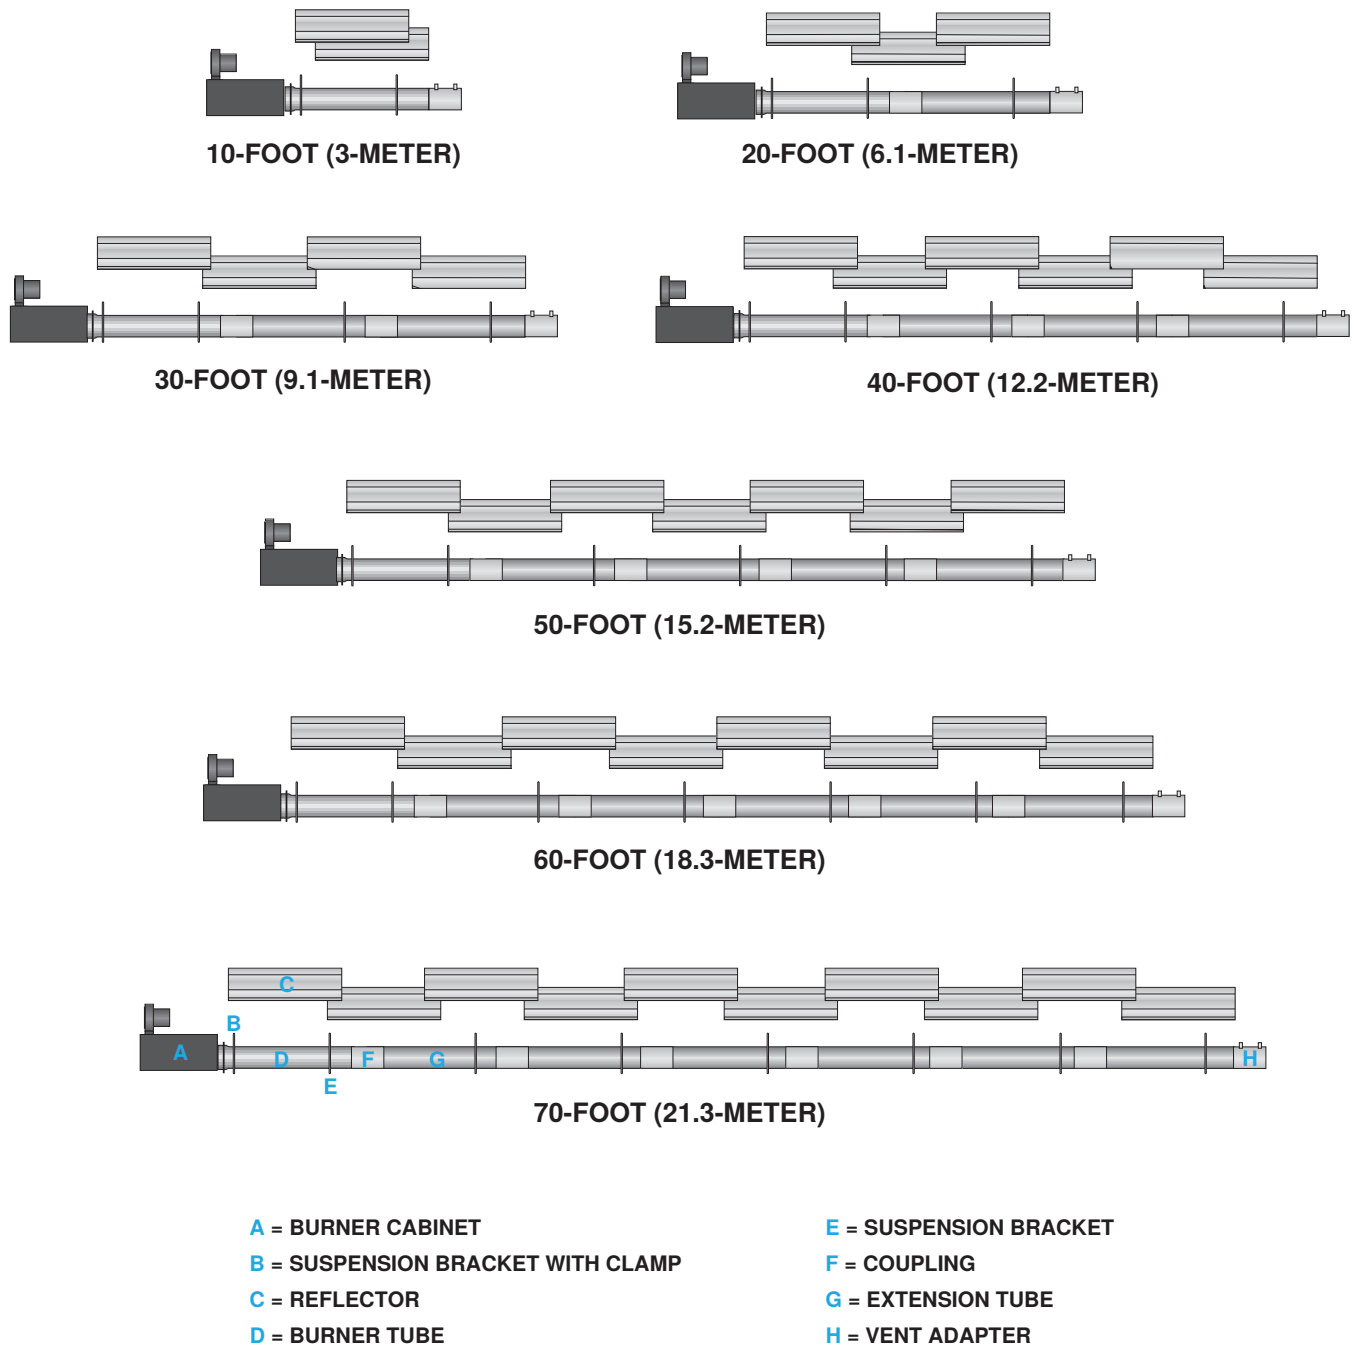 10-FOOT (3-METER)
20-FOOT (6.1-METER)
30-FOOT (9.1-METER)
40-FOOT (12.2-METER)
50-FOOT (15.2-METER)
60-FOOT (18.3-METER)
C
B
A
D
F
G
H
E
70-FOOT (21.3-METER)
A = BURNER CABINET
B = SUSPENSION BRACKET WITH CLAMP
C = REFLECTOR
D = BURNER TUBE
E = SUSPENSION BRACKET
F = COUPLING
G = EXTENSION TUBE
H = VENT ADAPTER